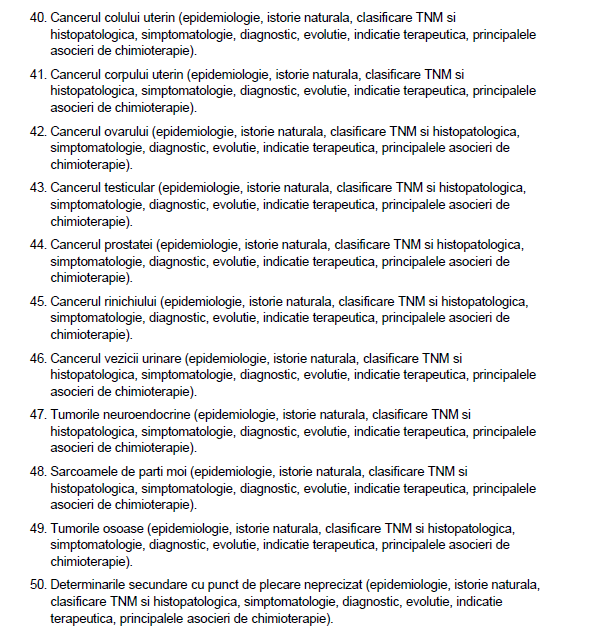 40. Cancerul colului uterin (epidemiologie, istorie naturala, clasificare TNM si
histopatologica, simptomatologie, diagnostic, evolutie, indicatie terapeutica, principalele
asocieri de chimioterapie).
41. Cancerul corpului uterin (epidemiologie, istorie naturala, clasificare TNM si
histopatologica, simptomatologie, diagnostic, evolutie, indicatie terapeutica, principalele
asocieri de chimioterapie).
42. Cancerul ovarului (epidemiologie, istorie naturala, clasificare TNM si histopatologica,
simptomatologie, diagnostic, evolutie, indicatie terapeutica, principalele asocieri de
chimioterapie).
43. Cancerul testicular (epidemiologie, istorie naturala, clasificare TNM si histopatologica,
simptomatologie, diagnostic, evolutie, indicatie terapeutica, principalele asocieri de
chimioterapie).
44. Cancerul prostatei (epidemiologie, istorie naturala, clasificare TNM si histopatologica,
simptomatologie, diagnostic, evolutie, indicatie terapeutica, principalele asocieri de
chimioterapie).
45. Cancerul rinichiului (epidemiologie, istorie naturala, clasificare TNM si histopatologica,
simptomatologie, diagnostic, evolutie, indicatie terapeutica, principalele asocieri de
chimioterapie).
46. Cancerul vezicii urinare (epidemiologie, istorie naturala, clasificare TNM si
histopatologica, simptomatologie, diagnostic, evolutie, indicatie terapeutica, principalele
asocieri de chimioterapie).
47. Tumorile neuroendocrine (epidemiologie, istorie naturala, clasificare TNM si
histopatologica, simptomatologie, diagnostic, evolutie, indicatie terapeutica, principalele
asocieri de chimioterapie).
48. Sarcoamele de parti moi (epidemiologie, istorie naturala, clasificare TNM si
histopatologica, simptomatologie, diagnostic, evolutie, indicatie terapeutica, principalele
asocieri de chimioterapie).
49. Tumorile osoase (epidemiologie, istorie naturala, clasificare TNM si histopatologica,
simptomatologie, diagnostic, evolutie, indicatie terapeutica, principalele asocieri de
chimioterapie).
50. Determinarile secundare cu punct de plecare neprecizat (epidemiologie, istorie naturala,
clasificare TNM si histopatologica, simptomatologie, diagnostic, evolutie, indicatie
terapeutica, principalele asocieri de chimioterapie).